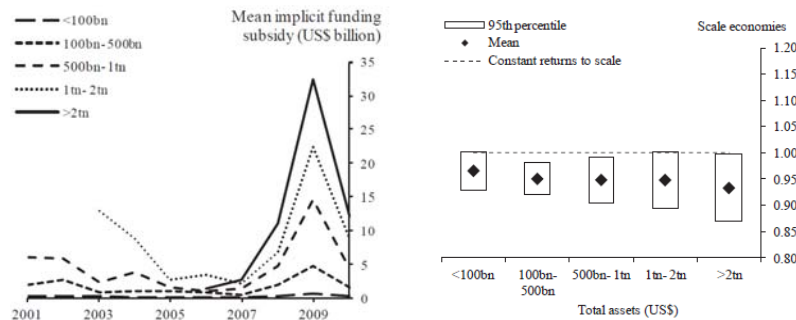 Mean implicit funding
subsidy (US$ billion)
<100bn
100bn-500bn
500bn-1tn
1tn-2tn
>2tn
35
30
25
20
15
10
5
0
2001 2003 2005 2007 2009
95th percentile
Mean
Constant returns to scale
Scale economies
1.20
1.15
1.10
1.05
1.00
0.95
0.90
0.85
0.80
<100bn 100bn- 500bn-1tn 1tn-2tn >2tn
500bn
Total assets (US$)